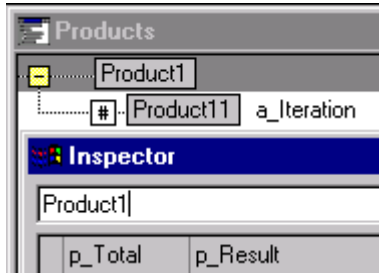 Products
Product1
# Product11 a_Iteration
Inspector
Product1
p_Total p_Result